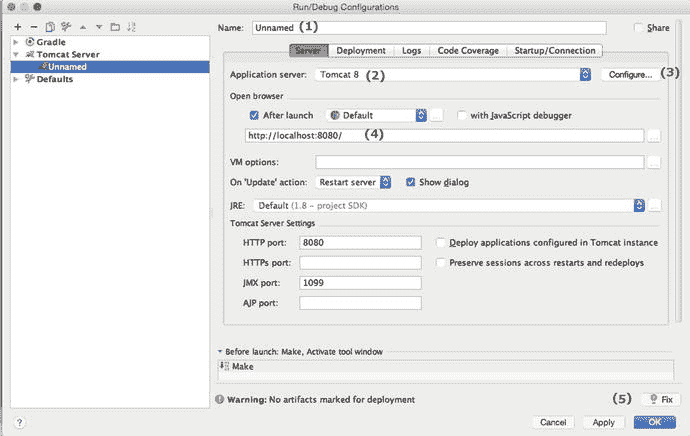 Run/Debug Configurations
Name: Unnamed (1) Share
Gradle
Tomcat Server
Unnamed
Defaults
Server Deployment Logs Code Coverage Startup/Connection
Application server: Tomcat 8 (2) Configure... (3)
Open browser
After launch Default ... with JavaScript debugger
http://localhost:8080/ (4) ...
VM options: ...
On 'Update' action: Restart server Show dialog
JRE: Default (1.8 - project SDK) ...
Tomcat Server Settings
HTTP port: 8080 Deploy applications configured in Tomcat instance
HTTPs port: Preserve sessions across restarts and redeploys
JMX port: 1099
AJP port:
Before launch: Make, Activate tool window
Make
Warning: No artifacts marked for deployment (5) Fix
? Cancel Apply OK